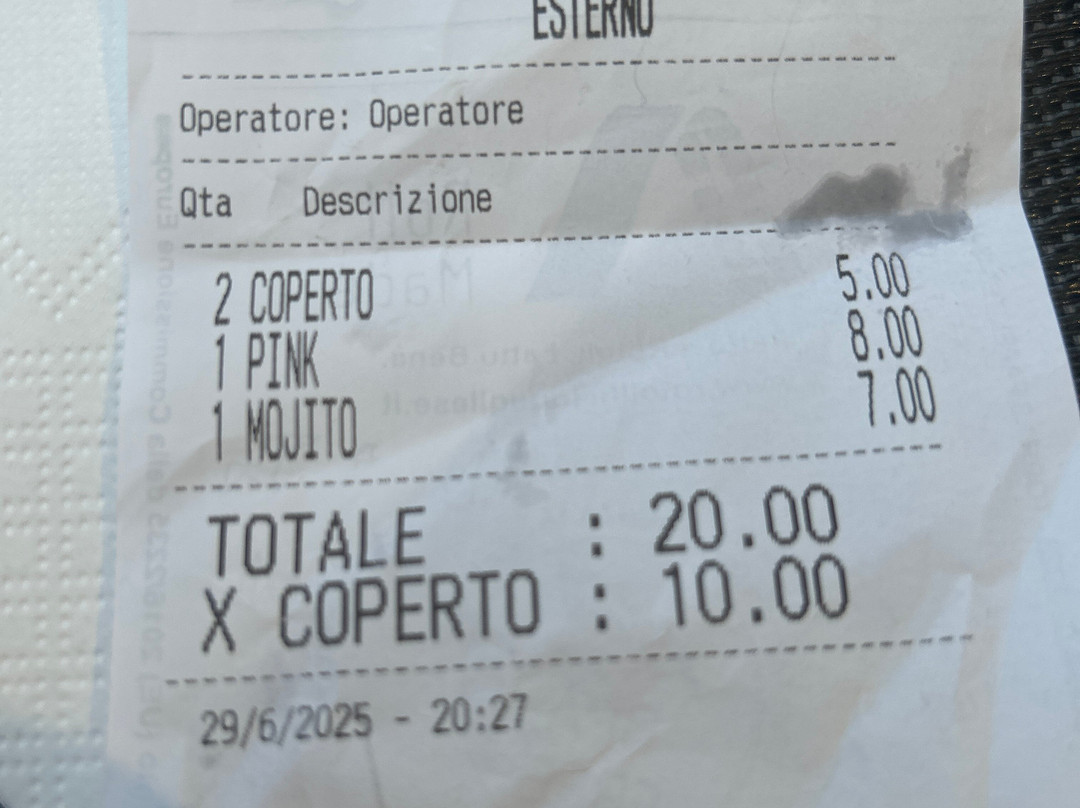 ESTERNO
Operatore: Operatore
Qta Descrizione
2 COPERTO 5.00
1 PINK 8.00
1 MOJITO 7.00
TOTALE : 20.00
X COPERTO : 10.00
29/6/2025 - 20:27